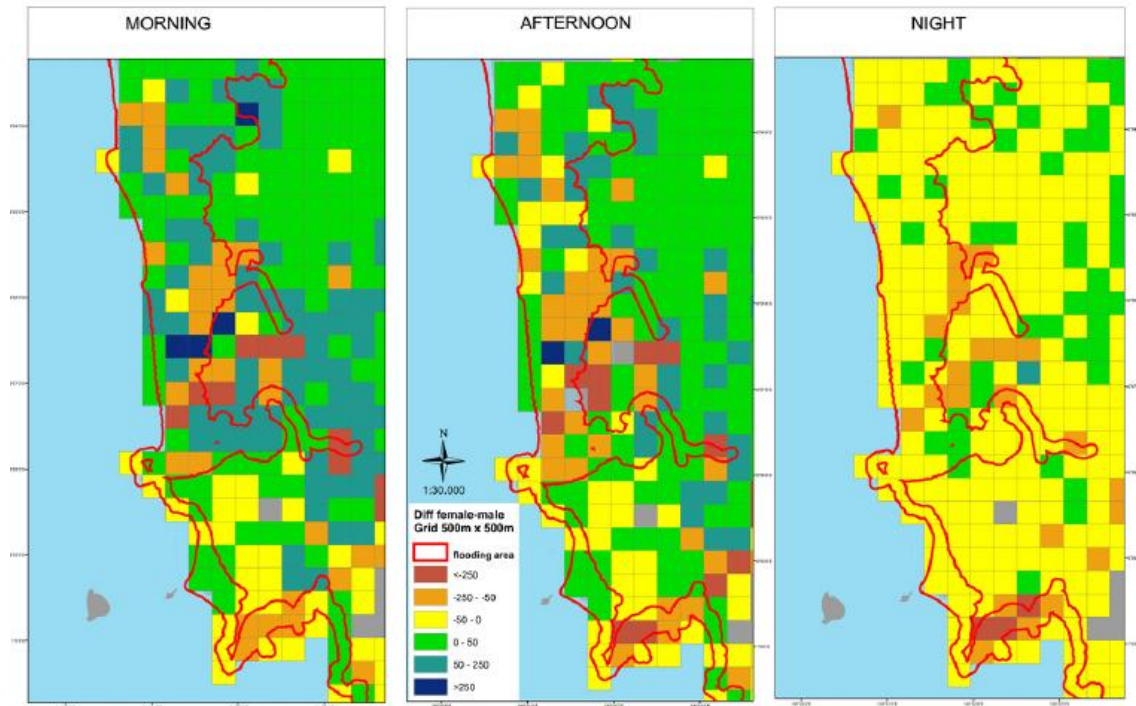 MORNING
AFTERNOON
NIGHT
N
1:30.000
Diff female-male
Grid 500m x 500m
flooding area
<-250
-250 - -50
-50 - 0
0 - 50
50 - 250
>250